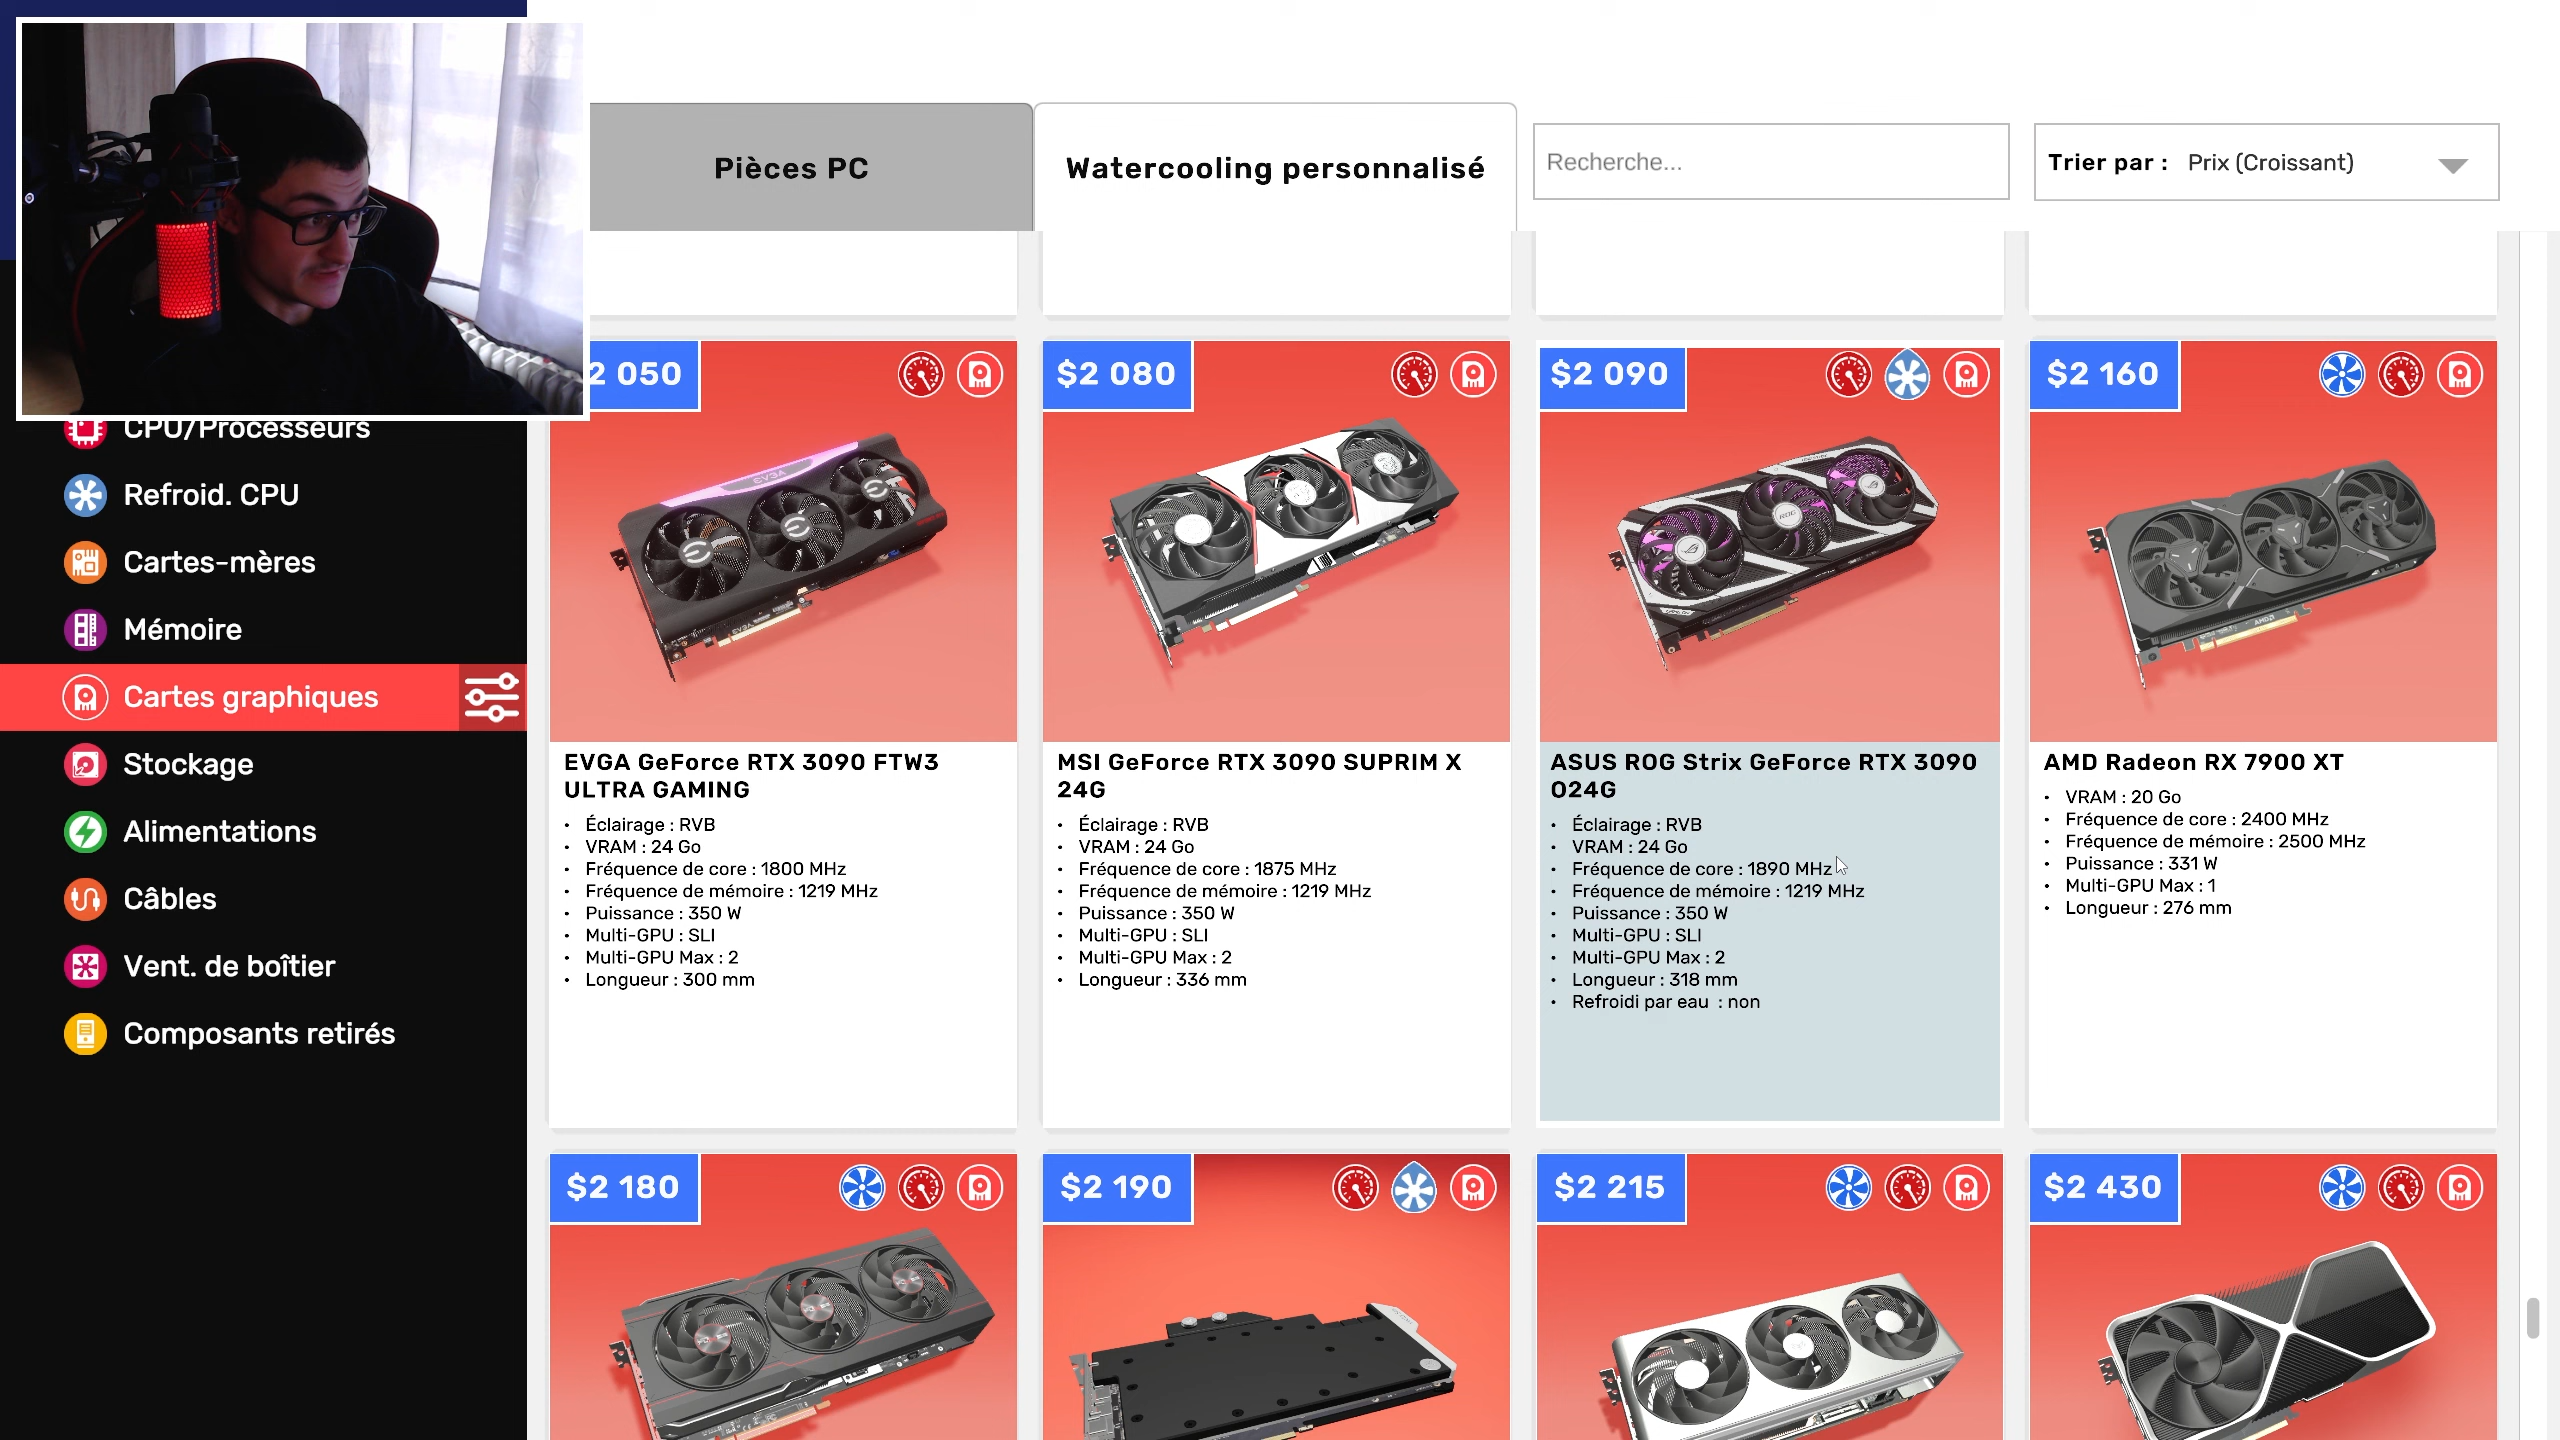 Pièces PC
Watercooling personnalisé
Recherche...
Trier par : Prix (Croissant)
CPU/Processeurs
Refroid. CPU
Cartes-mères
Mémoire
Cartes graphiques
Stockage
Alimentations
Câbles
Vent. de boîtier
Composants retirés
2 050
EVGA GeForce RTX 3090 FTW3
ULTRA GAMING
• Éclairage : RVB
• VRAM : 24 Go
• Fréquence de core : 1800 MHz
• Fréquence de mémoire : 1219 MHz
• Puissance : 350 W
• Multi-GPU : SLI
• Multi-GPU Max : 2
• Longueur : 300 mm
$2 080
MSI GeForce RTX 3090 SUPRIM X
24G
• Éclairage : RVB
• VRAM : 24 Go
• Fréquence de core : 1875 MHz
• Fréquence de mémoire : 1219 MHz
• Puissance : 350 W
• Multi-GPU : SLI
• Multi-GPU Max : 2
• Longueur : 336 mm
$2 090
ASUS ROG Strix GeForce RTX 3090
O24G
• Éclairage : RVB
• VRAM : 24 Go
• Fréquence de core : 1890 MHz
• Fréquence de mémoire : 1219 MHz
• Puissance : 350 W
• Multi-GPU : SLI
• Multi-GPU Max : 2
• Longueur : 318 mm
• Refroidi par eau : non
$2 160
AMD Radeon RX 7900 XT
• VRAM : 20 Go
• Fréquence de core : 2400 MHz
• Fréquence de mémoire : 2500 MHz
• Puissance : 331 W
• Multi-GPU Max : 1
• Longueur : 276 mm
$2 180
$2 190
$2 215
$2 430